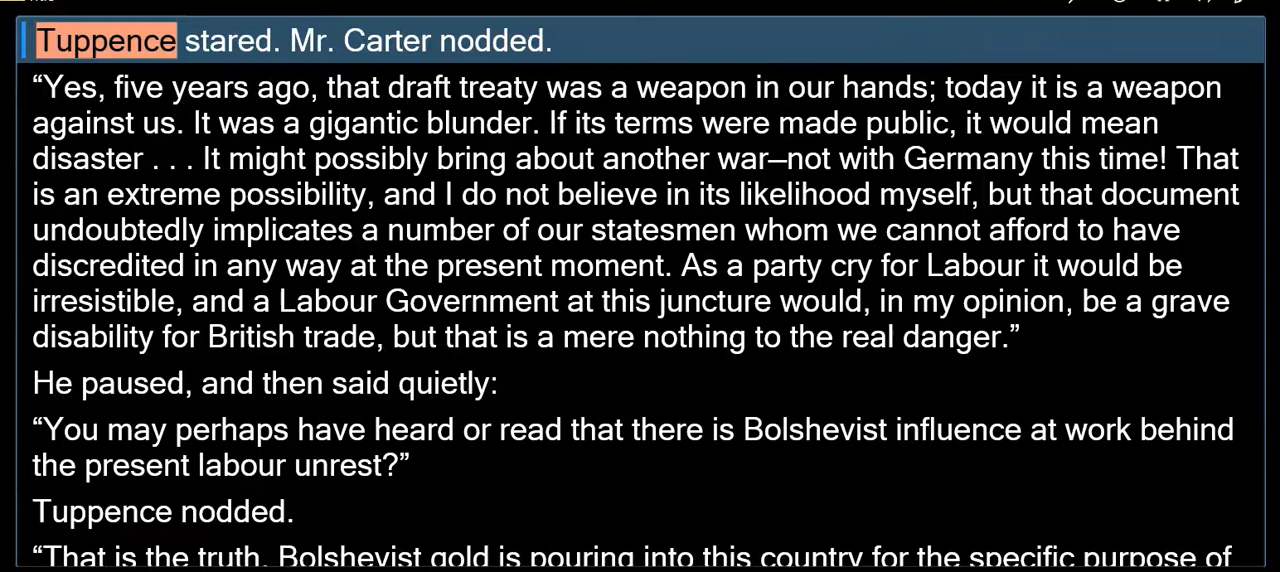 Tuppence stared. Mr. Carter nodded.
“Yes, five years ago, that draft treaty was a weapon in our hands; today it is a weapon
against us. It was a gigantic blunder. If its terms were made public, it would mean
disaster . . . It might possibly bring about another war—not with Germany this time! That
is an extreme possibility, and I do not believe in its likelihood myself, but that document
undoubtedly implicates a number of our statesmen whom we cannot afford to have
discredited in any way at the present moment. As a party cry for Labour it would be
irresistible, and a Labour Government at this juncture would, in my opinion, be a grave
disability for British trade, but that is a mere nothing to the real danger.”
He paused, and then said quietly:
“You may perhaps have heard or read that there is Bolshevist influence at work behind
the present labour unrest?”
Tuppence nodded.
“That is the truth. Bolshevist gold is pouring into this country for the specific purpose of